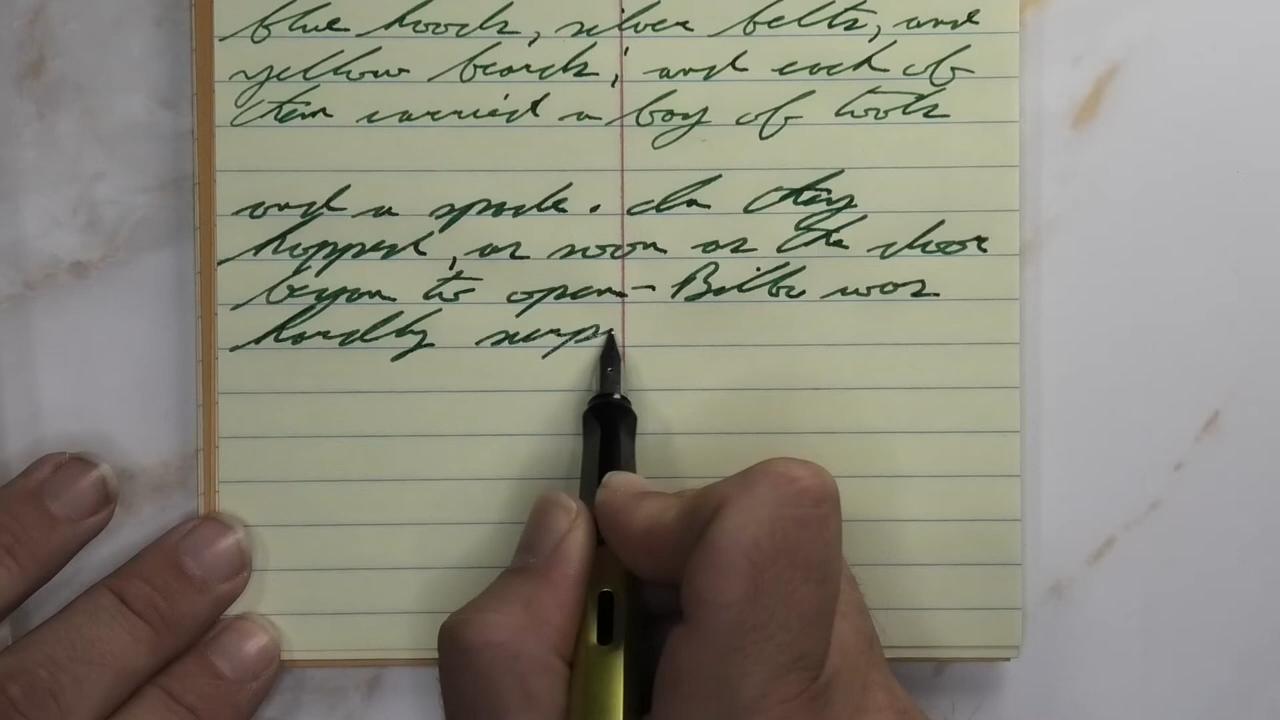 blue hoods, silver belts, and
yellow beards; and each of
them carried a bag of tools
and a spade. In they
hopped, as soon as the door
began to open— Bilbo was
hardly surp